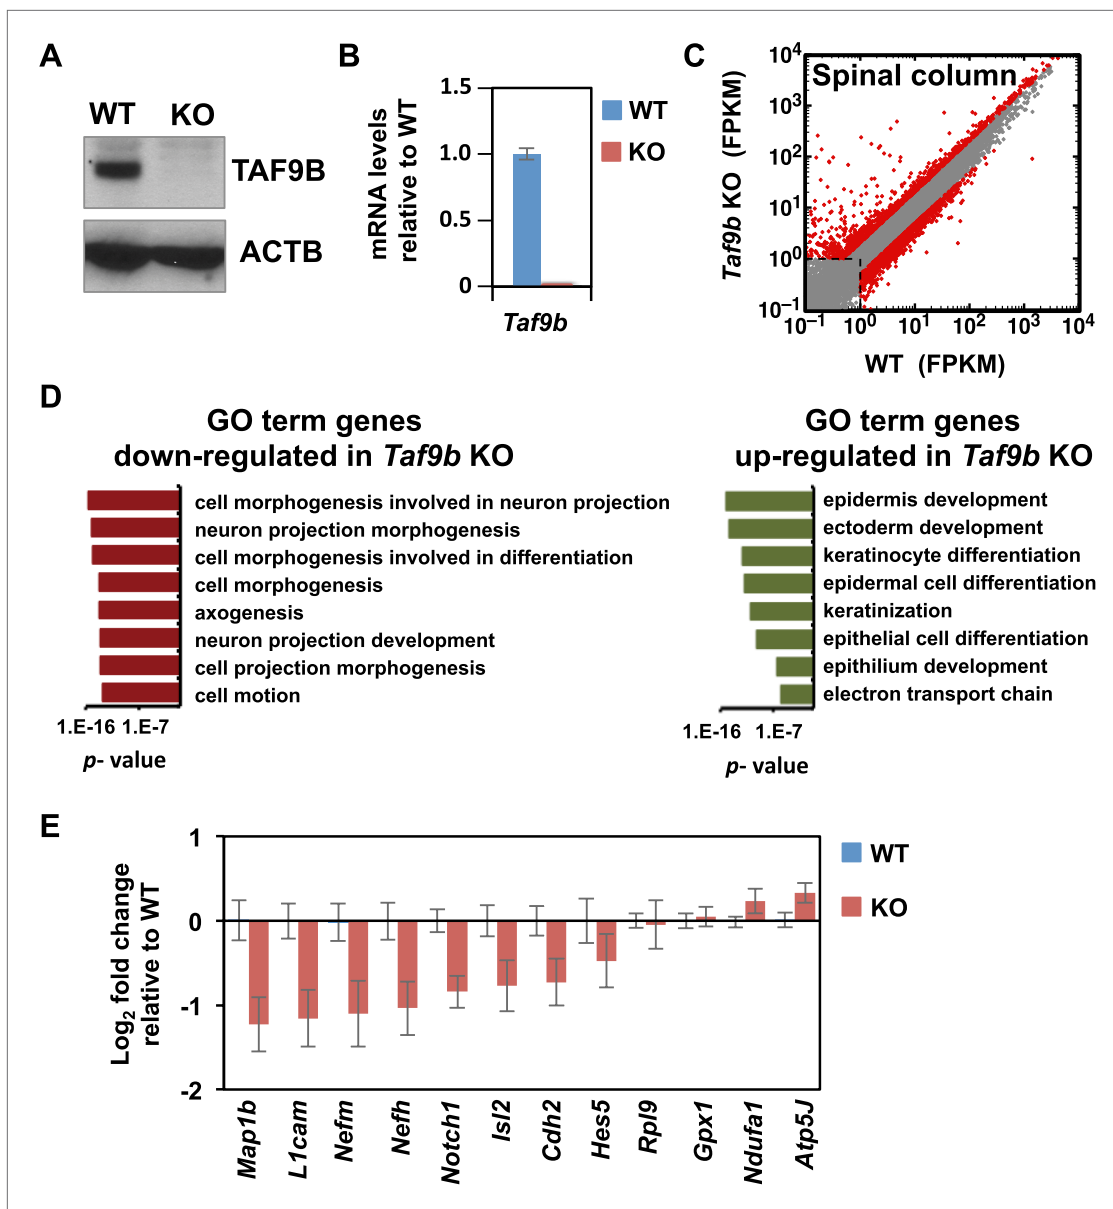 A
WT KO
TAF9B
ACTB
B
mRNA levels
relative to WT
1.5
1.0
0.5
0
Taf9b
WT
KO
C
Spinal column
Taf9b KO (FPKM)
10⁴
10³
10²
10¹
10⁰
10⁻¹
10⁻¹ 10⁰ 10¹ 10² 10³ 10⁴
WT (FPKM)
D
GO term genes
down-regulated in Taf9b KO
cell morphogenesis involved in neuron projection
neuron projection morphogenesis
cell morphogenesis involved in differentiation
cell morphogenesis
axogenesis
neuron projection development
cell projection morphogenesis
cell motion
1.E-16 1.E-7
p- value
GO term genes
up-regulated in Taf9b KO
epidermis development
ectoderm development
keratinocyte differentiation
epidermal cell differentiation
keratinization
epithelial cell differentiation
epithilium development
electron transport chain
1.E-16 1.E-7
p- value
E
Log₂ fold change
relative to WT
1
0
-1
-2
WT
KO
Map1b
L1cam
Nefm
Nefh
Notch1
Isl2
Cdh2
Hes5
Rpl9
Gpx1
Ndufa1
Atp5J